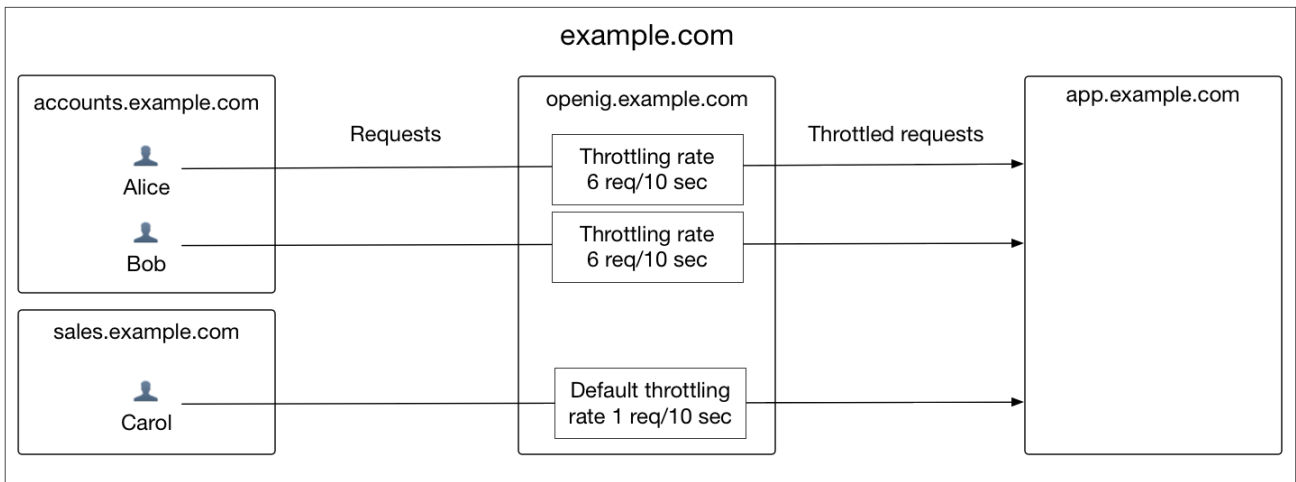 example.com
accounts.example.com
openig.example.com
app.example.com
Requests
Throttled requests
Alice
Throttling rate
6 req/10 sec
Bob
Throttling rate
6 req/10 sec
sales.example.com
Carol
Default throttling
rate 1 req/10 sec